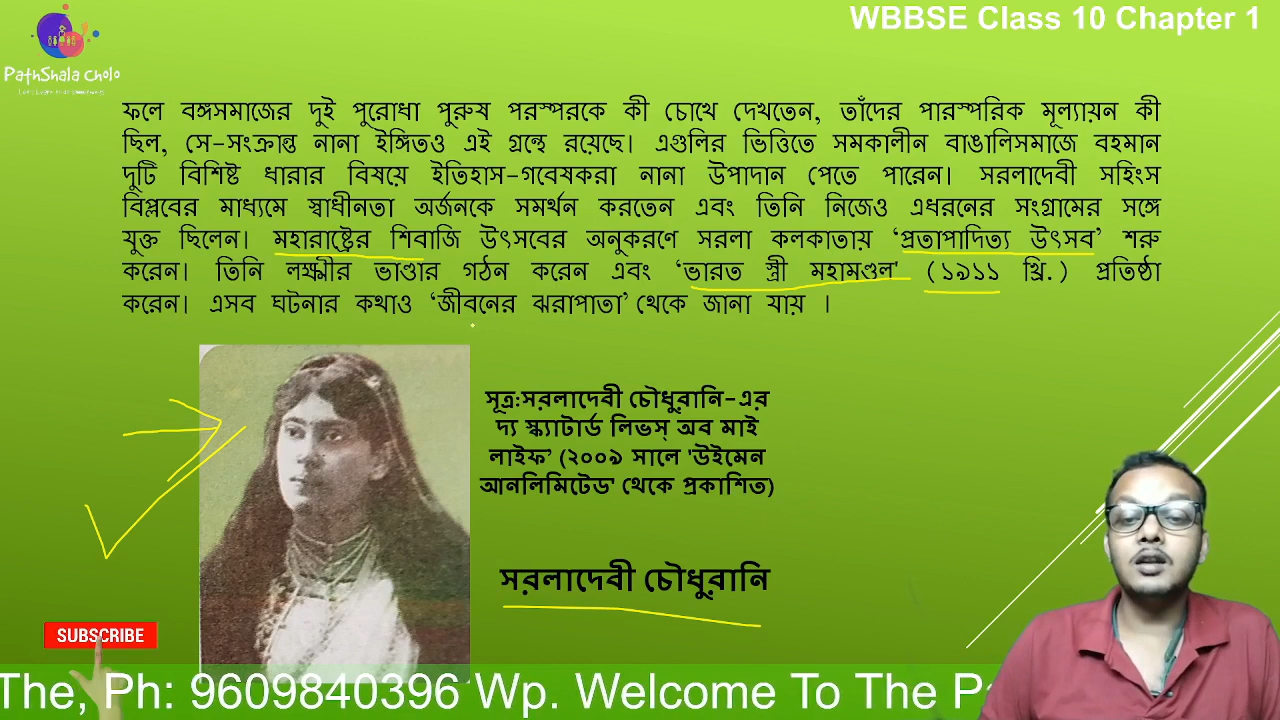 WBBSE Class 10 Chapter 1
PathShala Cholo
ফলে বঙ্গসমাজের দুই পুরোধা পুরুষ পরস্পরকে কী চোখে দেখতেন, তাঁদের পারস্পরিক মূল্যায়ন কী
ছিল, সে-সংক্রান্ত নানা ইঙ্গিতও এই গ্রন্থে রয়েছে। এগুলির ভিত্তিতে সমকালীন বাঙালিসমাজে বহমান
দুটি বিশিষ্ট ধারার বিষয়ে ইতিহাস-গবেষকরা নানা উপাদান পেতে পারেন। সরলাদেবী সহিংস
বিপ্লবের মাধ্যমে স্বাধীনতা অর্জনকে সমর্থন করতেন এবং তিনি নিজেও এধরনের সংগ্রামের সঙ্গে
যুক্ত ছিলেন। মহারাষ্ট্রের শিবাজি উৎসবের অনুকরণে সরলা কলকাতায় ‘প্রতাপাদিত্য উৎসব’ শুরু
করেন। তিনি লক্ষ্মীর ভাণ্ডার গঠন করেন এবং ‘ভারত স্ত্রী মহামণ্ডল' (১৯১১ খ্রি.) প্রতিষ্ঠা
করেন। এসব ঘটনার কথাও ‘জীবনের ঝরাপাতা’ থেকে জানা যায় ।
সূত্র:সরলাদেবী চৌধুরানি-এর
দ্য স্ক্যাটার্ড লিভস্ অব মাই
লাইফ’ (২০০৯ সালে 'উইমেন
আনলিমিটেড' থেকে প্রকাশিত)
সরলাদেবী চৌধুরানি
SUBSCRIBE
The, Ph: 9609840396 Wp. Welcome To The